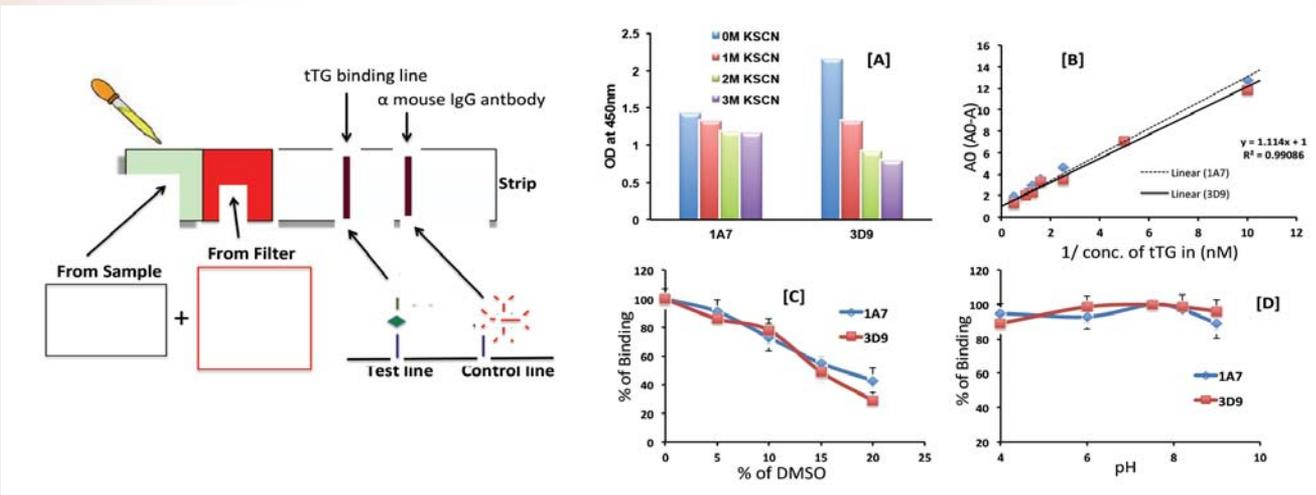 tTG binding line
α mouse IgG antbody
Strip
From Sample
From Filter
+
Test line
Control line
[A]
OD at 450nm
2.5
2
1.5
1
0.5
0
0M KSCN
1M KSCN
2M KSCN
3M KSCN
1A7
3D9
[B]
A0 (A0-A)
16
14
12
10
8
6
4
2
0
0 2 4 6 8 10 12
1/ conc. of tTG in (nM)
y = 1.114x + 1
R² = 0.99086
Linear (1A7)
Linear (3D9)
[C]
% of Binding
120
100
80
60
40
20
0
0 5 10 15 20 25
% of DMSO
1A7
3D9
[D]
% of Binding
120
100
80
60
40
20
4 6 8 10
pH
1A7
3D9